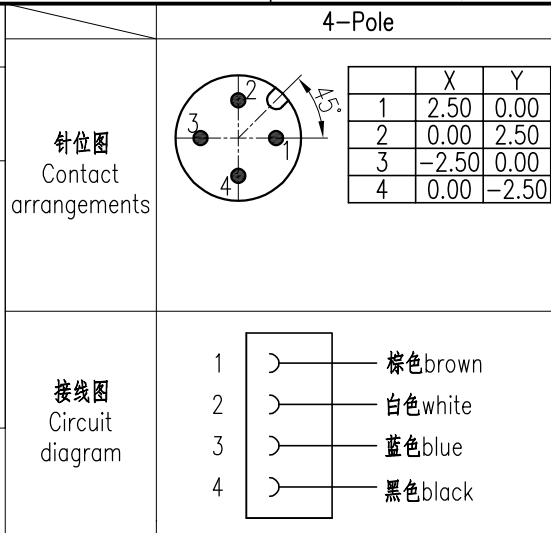 4-Pole
针位图
Contact
arrangements
2
45°
3
1
4
X Y
1 2.50 0.00
2 0.00 2.50
3 -2.50 0.00
4 0.00 -2.50
接线图
Circuit
diagram
1 棕色brown
2 白色white
3 蓝色blue
4 黑色black